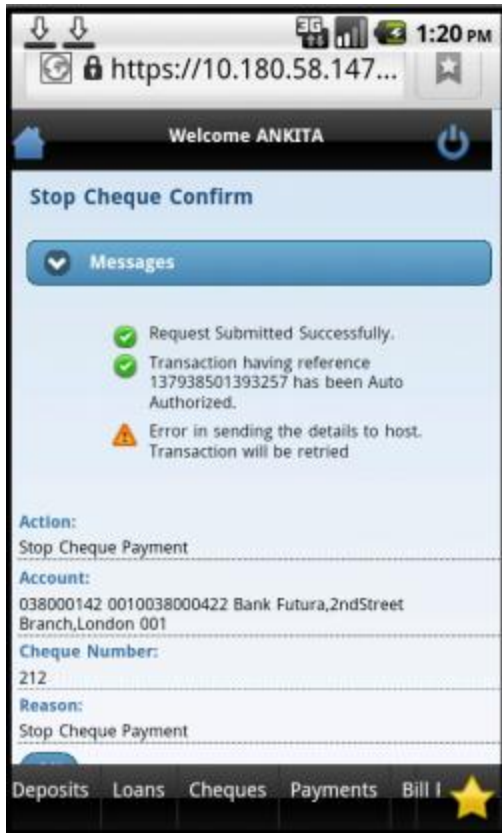 3G 1:20 PM
https://10.180.58.147...
Welcome ANKITA
Stop Cheque Confirm
Messages
Request Submitted Successfully.
Transaction having reference
137938501393257 has been Auto
Authorized.
Error in sending the details to host.
Transaction will be retried
Action:
Stop Cheque Payment
Account:
038000142 0010038000422 Bank Futura,2ndStreet
Branch,London 001
Cheque Number:
212
Reason:
Stop Cheque Payment
Deposits Loans Cheques Payments Bill